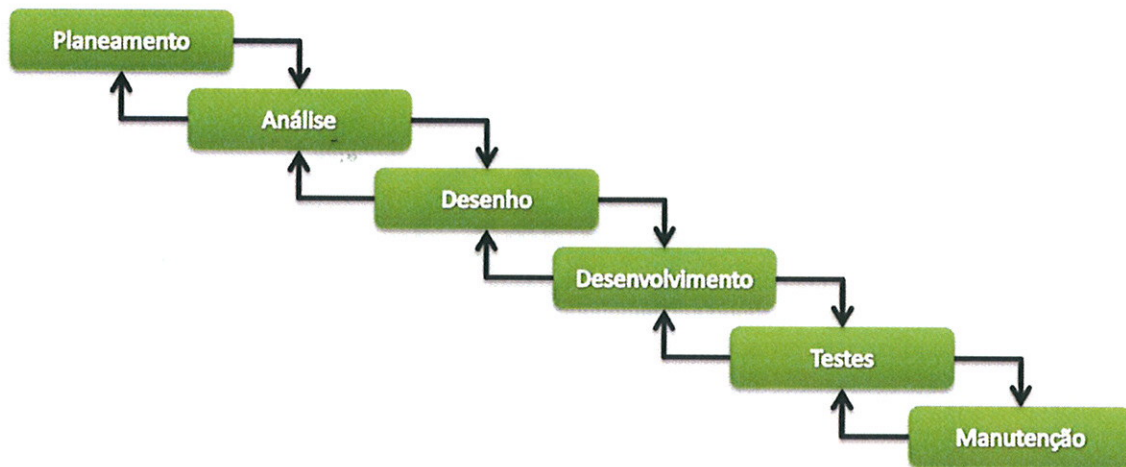 Planeamento
Análise
Desenho
Desenvolvimento
Testes
Manutenção